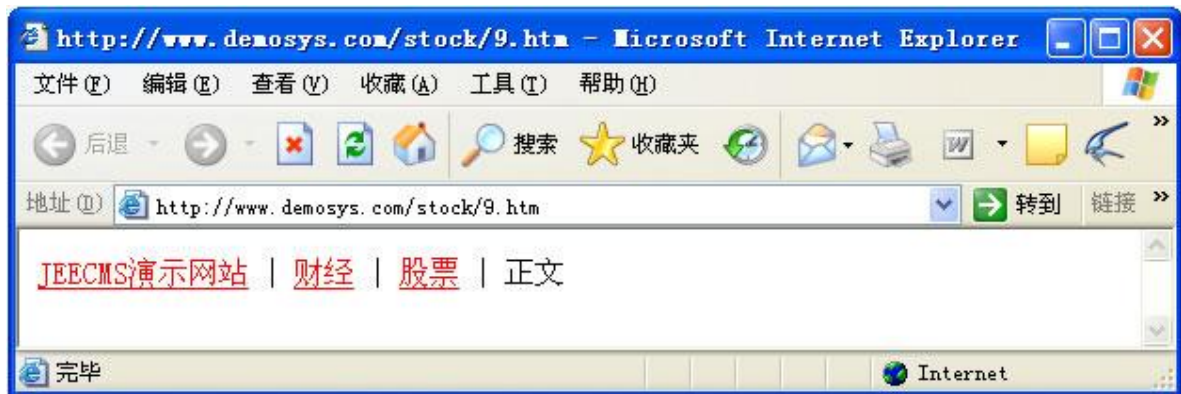 http://www.demosys.com/stock/9.htm - Microsoft Internet Explorer
文件(F) 编辑(E) 查看(V) 收藏(A) 工具(T) 帮助(H)
后退 搜索 收藏夹 W »
地址(D) http://www.demosys.com/stock/9.htm 转到 链接 »
JEECMS演示网站 | 财经 | 股票 | 正文
完毕 Internet